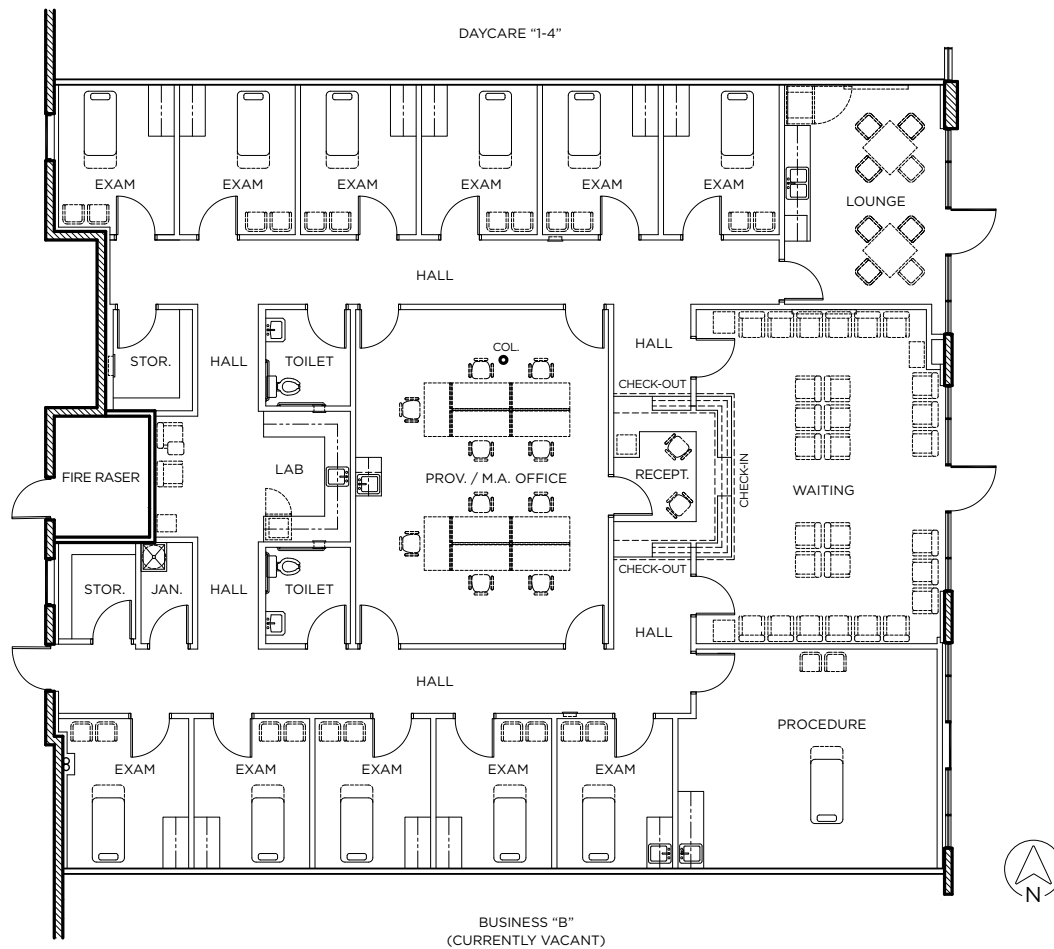 DAYCARE “1-4”
EXAM
EXAM
EXAM
EXAM
EXAM
EXAM
LOUNGE
HALL
COL.
HALL
STOR.
HALL
TOILET
CHECK-OUT
FIRE RASER
LAB
PROV. / M.A. OFFICE
RECEPT.
CHECK-IN
WAITING
CHECK-OUT
STOR.
JAN.
HALL
TOILET
HALL
HALL
PROCEDURE
EXAM
EXAM
EXAM
EXAM
EXAM
N
BUSINESS “B”
(CURRENTLY VACANT)